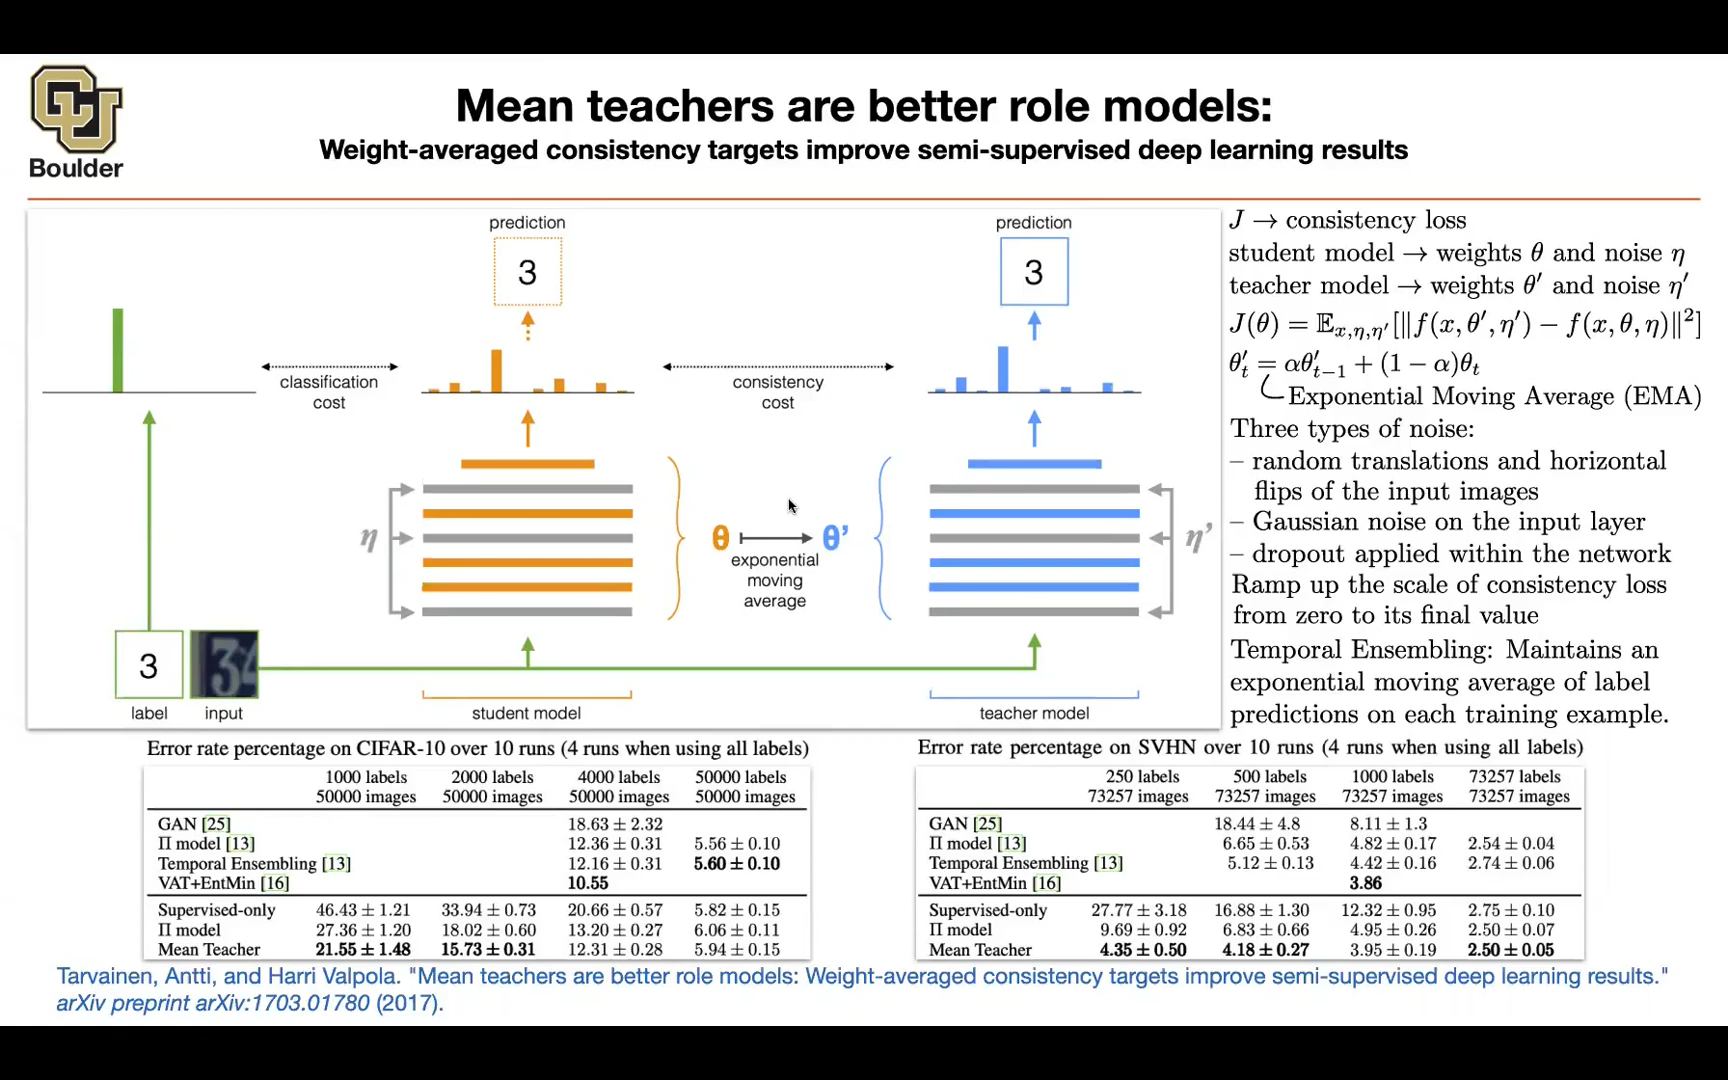 Boulder
Mean teachers are better role models:
Weight-averaged consistency targets improve semi-supervised deep learning results
prediction
3
prediction
3
classification
cost
consistency
cost
η
θ
θ’
exponential
moving
average
η’
3
34
label
input
student model
teacher model
J → consistency loss
student model → weights θ and noise η
teacher model → weights θ′ and noise η′
J(θ) = 𝔼x,η,η′[‖f(x, θ′, η′) − f(x, θ, η)‖²]
θ′t = αθ′t−1 + (1 − α)θt
Exponential Moving Average (EMA)
Three types of noise:
– random translations and horizontal
flips of the input images
– Gaussian noise on the input layer
– dropout applied within the network
Ramp up the scale of consistency loss
from zero to its final value
Temporal Ensembling: Maintains an
exponential moving average of label
predictions on each training example.
Error rate percentage on CIFAR-10 over 10 runs (4 runs when using all labels)
1000 labels 2000 labels 4000 labels 50000 labels
50000 images 50000 images 50000 images 50000 images
GAN [25] 18.63 ± 2.32
Π model [13] 12.36 ± 0.31 5.56 ± 0.10
Temporal Ensembling [13] 12.16 ± 0.31 5.60 ± 0.10
VAT+EntMin [16] 10.55
Supervised-only 46.43 ± 1.21 33.94 ± 0.73 20.66 ± 0.57 5.82 ± 0.15
Π model 27.36 ± 1.20 18.02 ± 0.60 13.20 ± 0.27 6.06 ± 0.11
Mean Teacher 21.55 ± 1.48 15.73 ± 0.31 12.31 ± 0.28 5.94 ± 0.15
Error rate percentage on SVHN over 10 runs (4 runs when using all labels)
250 labels 500 labels 1000 labels 73257 labels
73257 images 73257 images 73257 images 73257 images
GAN [25] 18.44 ± 4.8 8.11 ± 1.3
Π model [13] 6.65 ± 0.53 4.82 ± 0.17 2.54 ± 0.04
Temporal Ensembling [13] 5.12 ± 0.13 4.42 ± 0.16 2.74 ± 0.06
VAT+EntMin [16] 3.86
Supervised-only 27.77 ± 3.18 16.88 ± 1.30 12.32 ± 0.95 2.75 ± 0.10
Π model 9.69 ± 0.92 6.83 ± 0.66 4.95 ± 0.26 2.50 ± 0.07
Mean Teacher 4.35 ± 0.50 4.18 ± 0.27 3.95 ± 0.19 2.50 ± 0.05
Tarvainen, Antti, and Harri Valpola. "Mean teachers are better role models: Weight-averaged consistency targets improve semi-supervised deep learning results."
arXiv preprint arXiv:1703.01780 (2017).